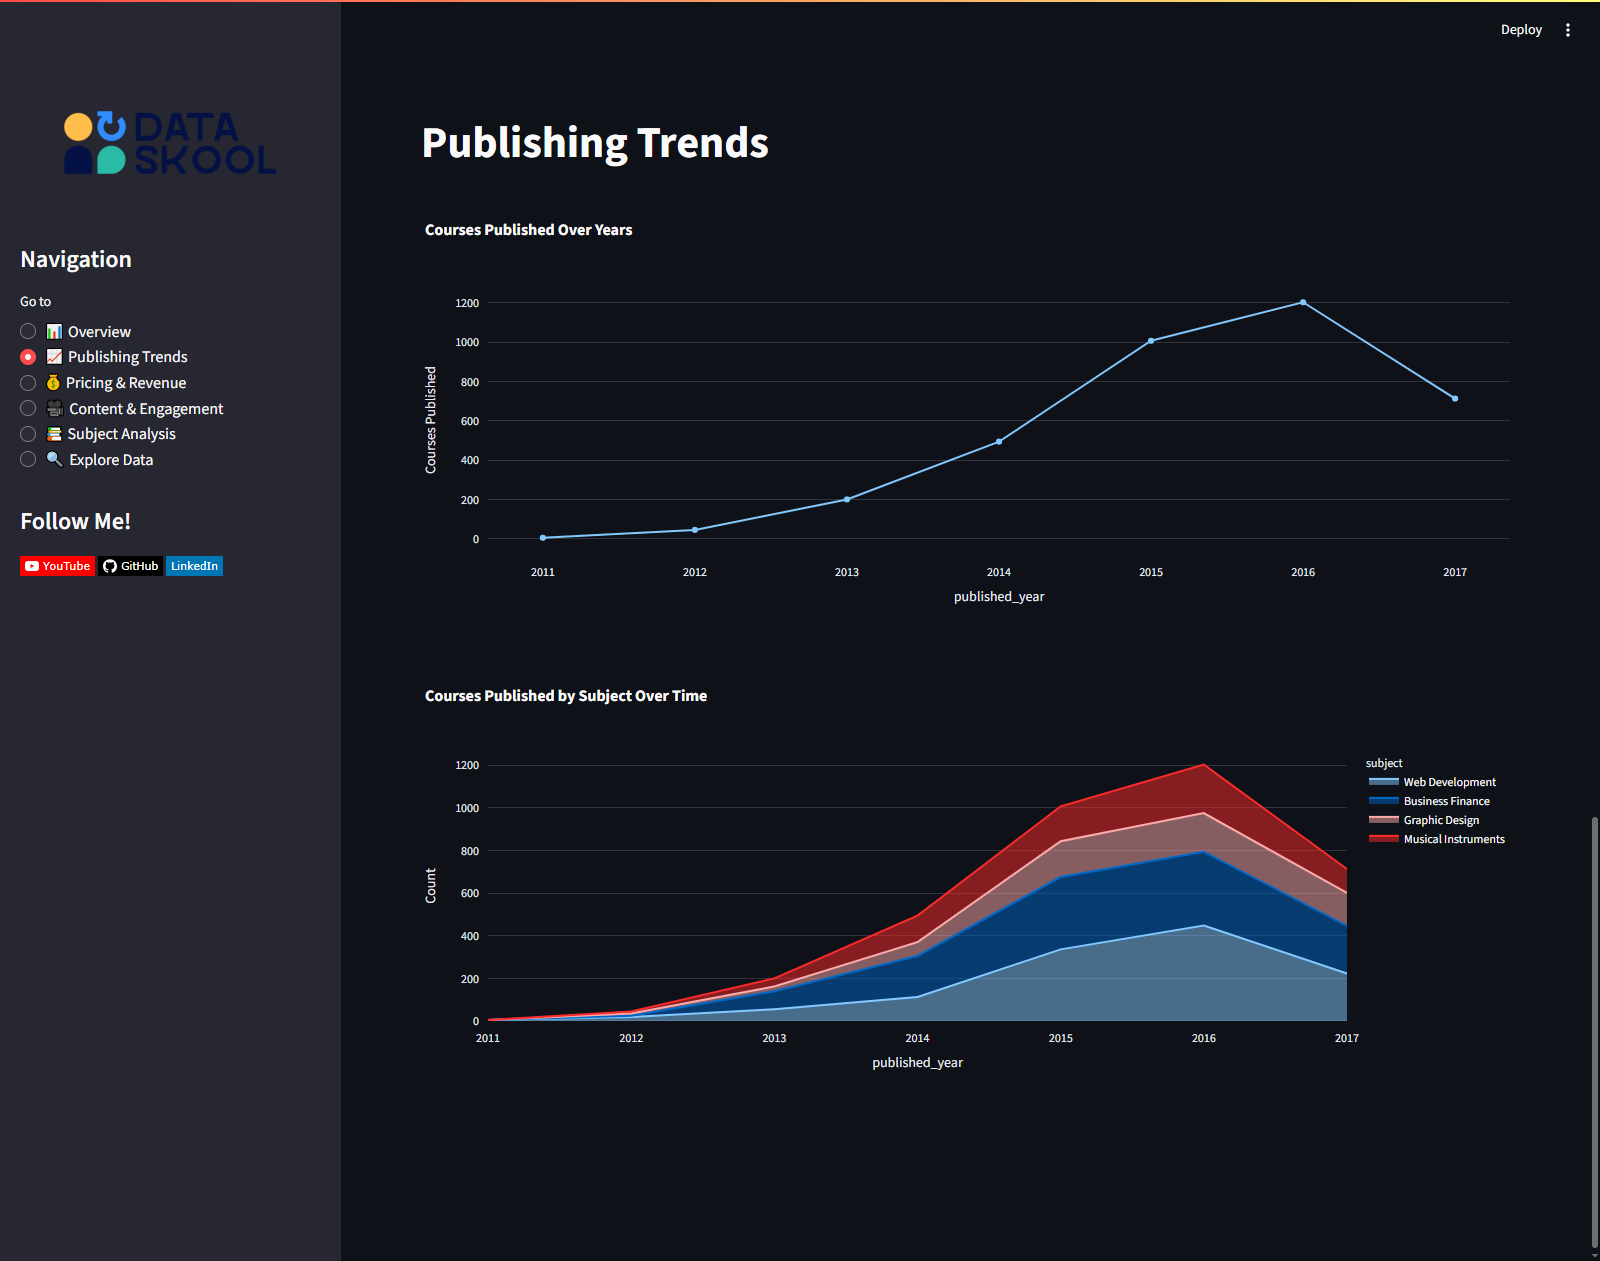 Deploy
DATA
SKOOL
Navigation
Go to
Overview
Publishing Trends
Pricing & Revenue
Content & Engagement
Subject Analysis
Explore Data
Follow Me!
YouTube GitHub LinkedIn
Publishing Trends
Courses Published Over Years
Courses Published
1200
1000
800
600
400
200
0
2011 2012 2013 2014 2015 2016 2017
published_year
Courses Published by Subject Over Time
Count
1200
1000
800
600
400
200
0
2011 2012 2013 2014 2015 2016 2017
published_year
subject
Web Development
Business Finance
Graphic Design
Musical Instruments